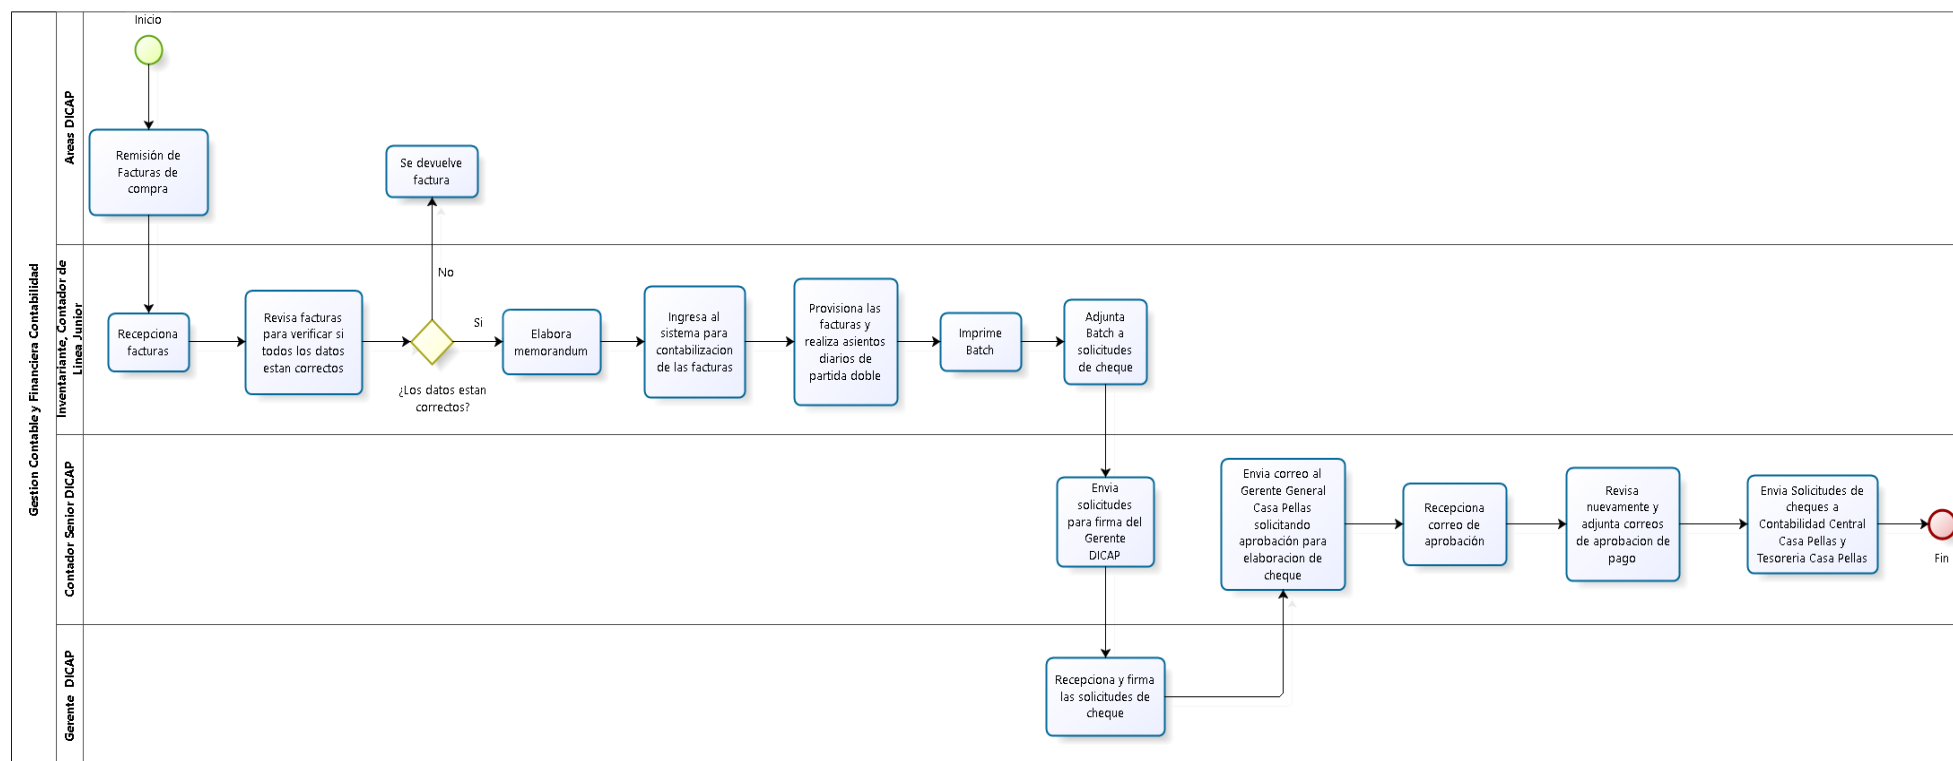 Gestion Contable y Financiera Contabilidad
Areas DICAP
Inicio
Remisión de
Facturas de
compra
Se devuelve
factura
No
Inventariante, Contador de
Linea Junior
Recepciona
facturas
Revisa facturas
para verificar si
todos los datos
estan correctos
¿Los datos estan
correctos?
Si
Elabora
memorandum
Ingresa al
sistema para
contabilizacion
de las facturas
Provisiona las
facturas y
realiza asientos
diarios de
partida doble
Imprime
Batch
Adjunta
Batch a
solicitudes
de cheque
Contador Senior DICAP
Envia
solicitudes
para firma del
Gerente
DICAP
Envia correo al
Gerente General
Casa Pellas
solicitando
aprobación para
elaboracion de
cheque
Recepciona
correo de
aprobación
Revisa
nuevamente y
adjunta correos
de aprobacion de
pago
Envia Solicitudes de
cheques a
Contabilidad Central
Casa Pellas y
Tesoreria Casa Pellas
Fin
Gerente DICAP
Recepciona y firma
las solicitudes de
cheque